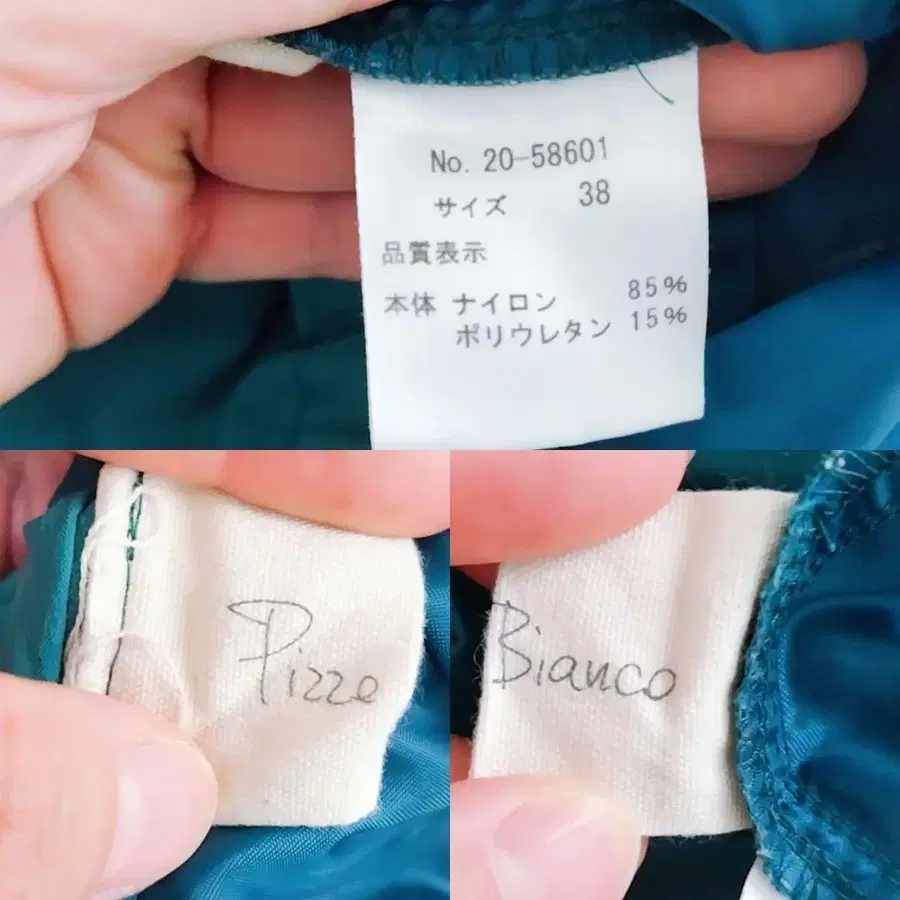 No. 20-58601
サイズ 38
品質表示
本体 ナイロン 85%
ポリウレタン 15%
Pizzo
Bianco